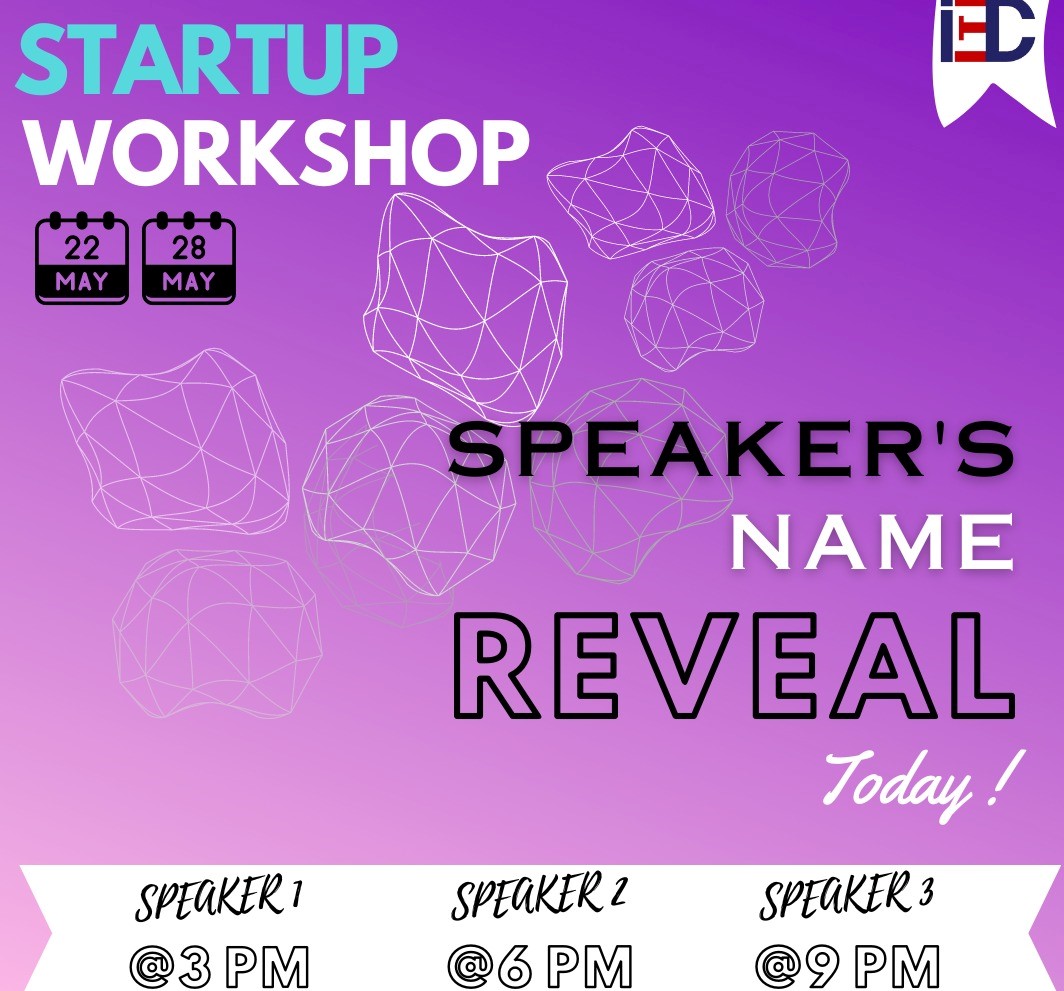 STARTUP
WORKSHOP
22 MAY
28 MAY
SPEAKER'S
NAME
REVEAL
Today !
SPEAKER 1
@3 PM
SPEAKER 2
@6 PM
SPEAKER 3
@9 PM